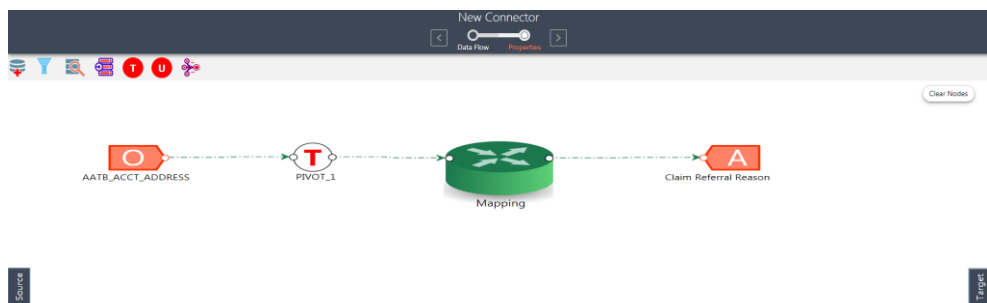 New Connector
<
>
Data Flow
Properties
T
U
Clear Nodes
O
T
A
AATB_ACCT_ADDRESS
PIVOT_1
Mapping
Claim Referral Reason
Source
Target